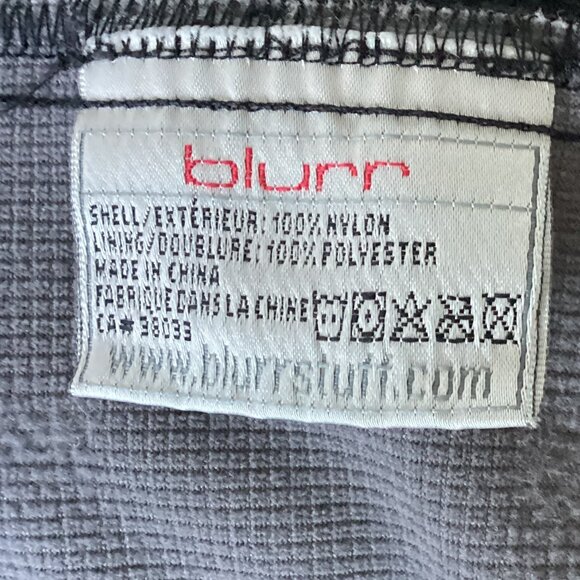 blurr
SHELL/EXTÉRIEUR: 100% NYLON
LINING/DOUBLURE: 100% POLYESTER
MADE IN CHINA
FABRIQUE DANS LA CHINE
CA# 38033
www.blurrstuff.com